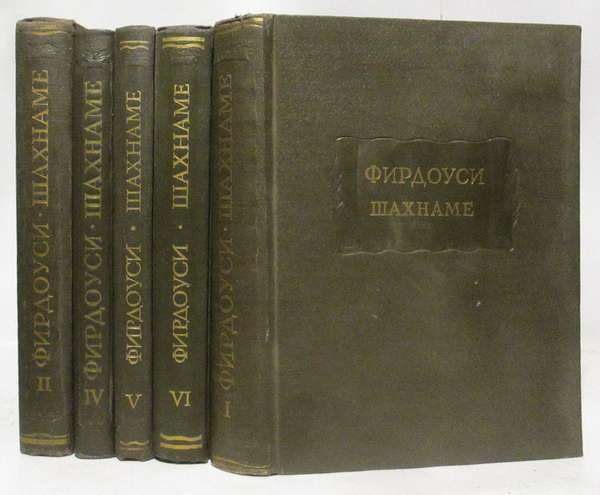 ФИРДОУСИ · ШАХНАМЕ
II
ФИРДОУСИ · ШАХНАМЕ
IV
ФИРДОУСИ · ШАХНАМЕ
V
ФИРДОУСИ · ШАХНАМЕ
VI
ФИРДОУСИ · ШАХНАМЕ
I
ФИРДОУСИ
ШАХНАМЕ